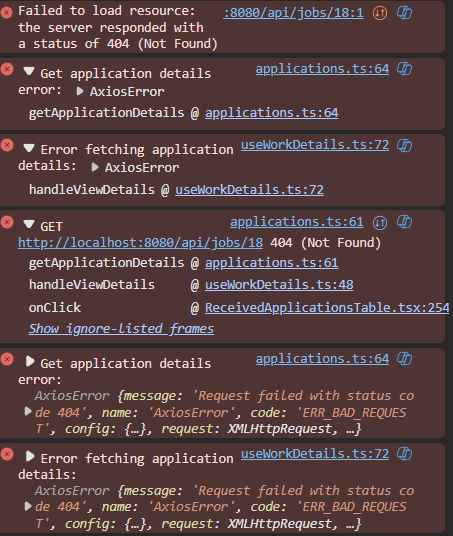 Failed to load resource: :8080/api/jobs/18:1
the server responded with
a status of 404 (Not Found)
Get application details applications.ts:64
error: AxiosError
getApplicationDetails @ applications.ts:64
Error fetching application useWorkDetails.ts:72
details: AxiosError
handleViewDetails @ useWorkDetails.ts:72
GET applications.ts:61
http://localhost:8080/api/jobs/18 404 (Not Found)
getApplicationDetails @ applications.ts:61
handleViewDetails @ useWorkDetails.ts:48
onClick @ ReceivedApplicationsTable.tsx:254
Show ignore-listed frames
Get application details applications.ts:64
error:
AxiosError {message: 'Request failed with status co
de 404', name: 'AxiosError', code: 'ERR_BAD_REQUES
T', config: {…}, request: XMLHttpRequest, …}
Error fetching application useWorkDetails.ts:72
details:
AxiosError {message: 'Request failed with status co
de 404', name: 'AxiosError', code: 'ERR_BAD_REQUES
T', config: {…}, request: XMLHttpRequest, …}